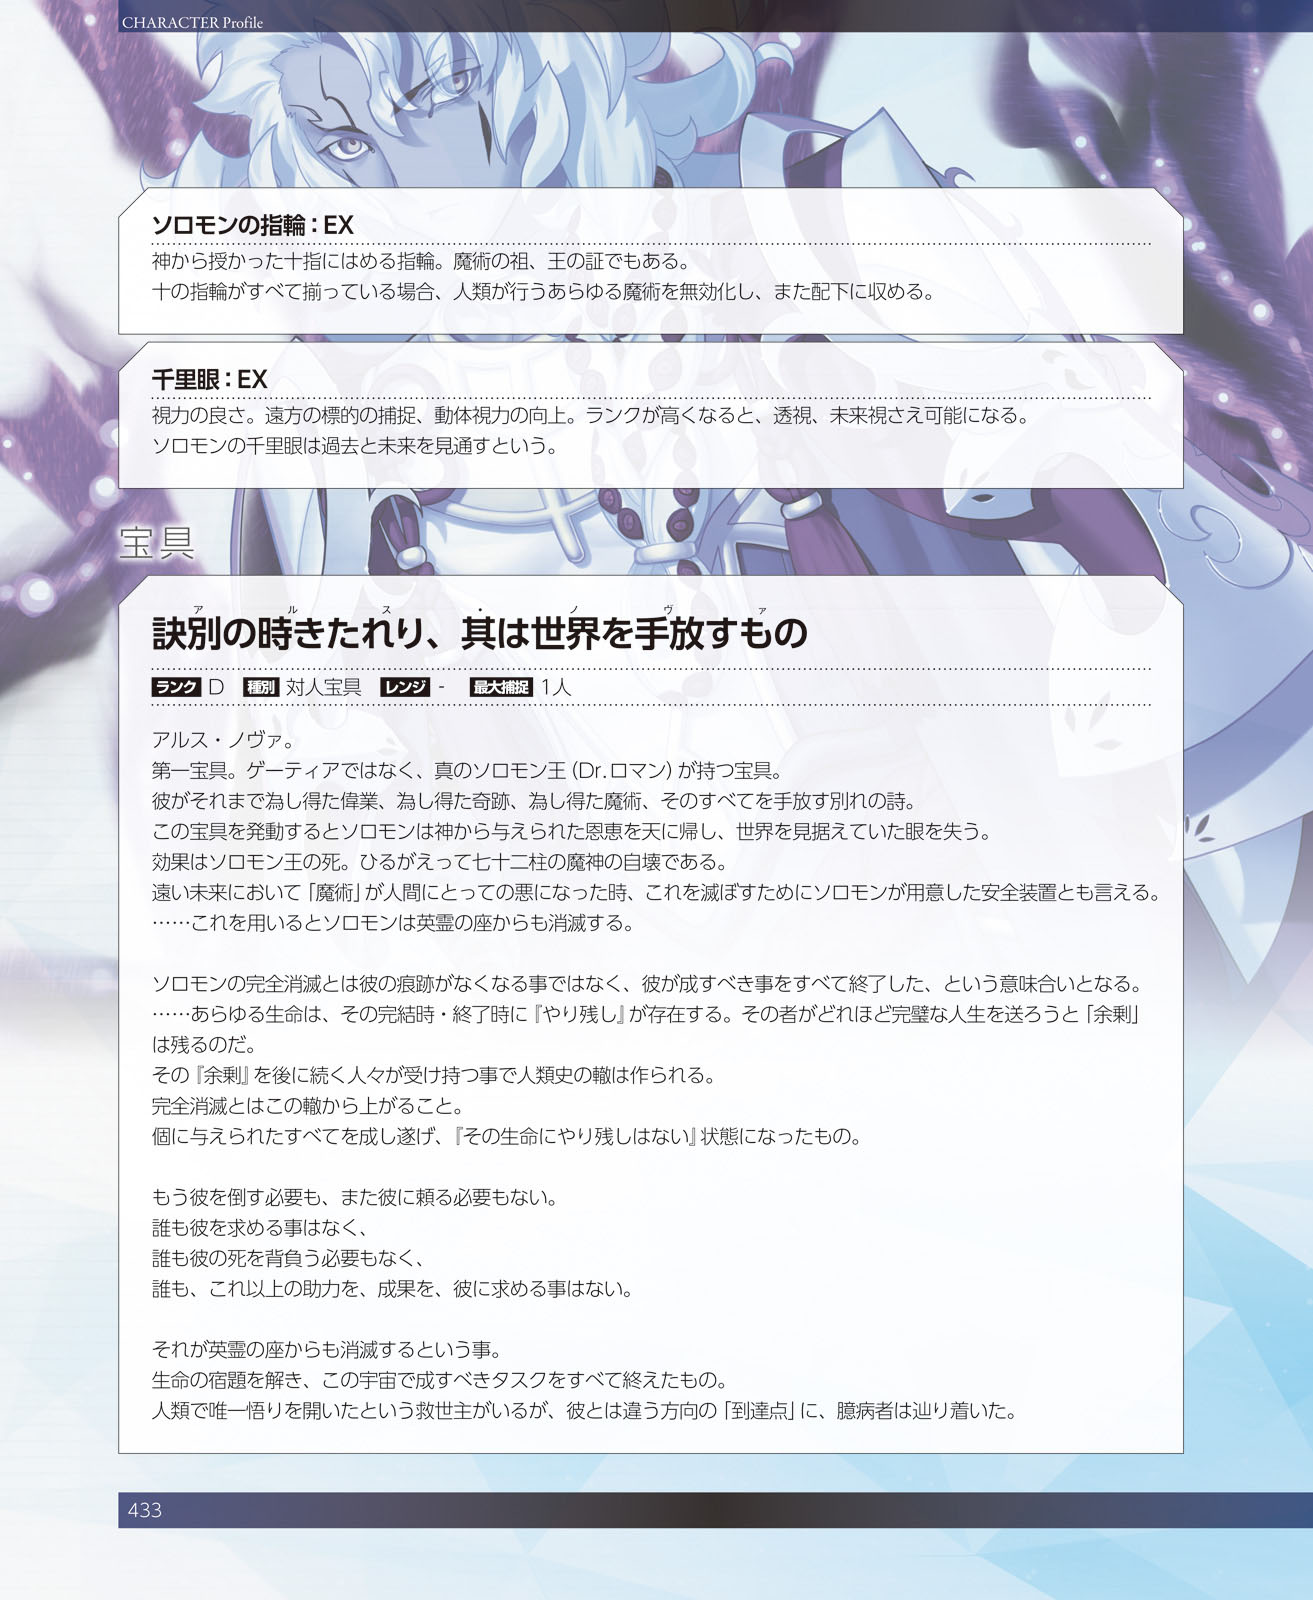 CHARACTER Profile
ソロモンの指輪：EX
神から授かった十指にはめる指輪。魔術の祖、王の証でもある。
十の指輪がすべて揃っている場合、人類が行うあらゆる魔術を無効化し、また配下に収める。
千里眼：EX
視力の良さ。遠方の標的の捕捉、動体視力の向上。ランクが高くなると、透視、未来視さえ可能になる。
ソロモンの千里眼は過去と未来を見通すという。
宝具
アルス・ノヴァ
訣別の時きたれり、其は世界を手放すもの
ランク D 種別 対人宝具 レンジ - 最大捕捉 1人
アルス・ノヴァ。
第一宝具。ゲーティアではなく、真のソロモン王（Dr.ロマン）が持つ宝具。
彼がそれまで為し得た偉業、為し得た奇跡、為し得た魔術、そのすべてを手放す別れの詩。
この宝具を発動するとソロモンは神から与えられた恩恵を天に帰し、世界を見据えていた眼を失う。
効果はソロモン王の死。ひるがえって七十二柱の魔神の自壊である。
遠い未来において「魔術」が人間にとっての悪になった時、これを滅ぼすためにソロモンが用意した安全装置とも言える。
……これを用いるとソロモンは英霊の座からも消滅する。
ソロモンの完全消滅とは彼の痕跡がなくなる事ではなく、彼が成すべき事をすべて終了した、という意味合いとなる。
……あらゆる生命は、その完結時・終了時に『やり残し』が存在する。その者がどれほど完璧な人生を送ろうと「余剰」
は残るのだ。
その『余剰』を後に続く人々が受け持つ事で人類史の轍は作られる。
完全消滅とはこの轍から上がること。
個に与えられたすべてを成し遂げ、『その生命にやり残しはない』状態になったもの。
もう彼を倒す必要も、また彼に頼る必要もない。
誰も彼を求める事はなく、
誰も彼の死を背負う必要もなく、
誰も、これ以上の助力を、成果を、彼に求める事はない。
それが英霊の座からも消滅するという事。
生命の宿題を解き、この宇宙で成すべきタスクをすべて終えたもの。
人類で唯一悟りを開いたという救世主がいるが、彼とは違う方向の「到達点」に、臆病者は辿り着いた。
433